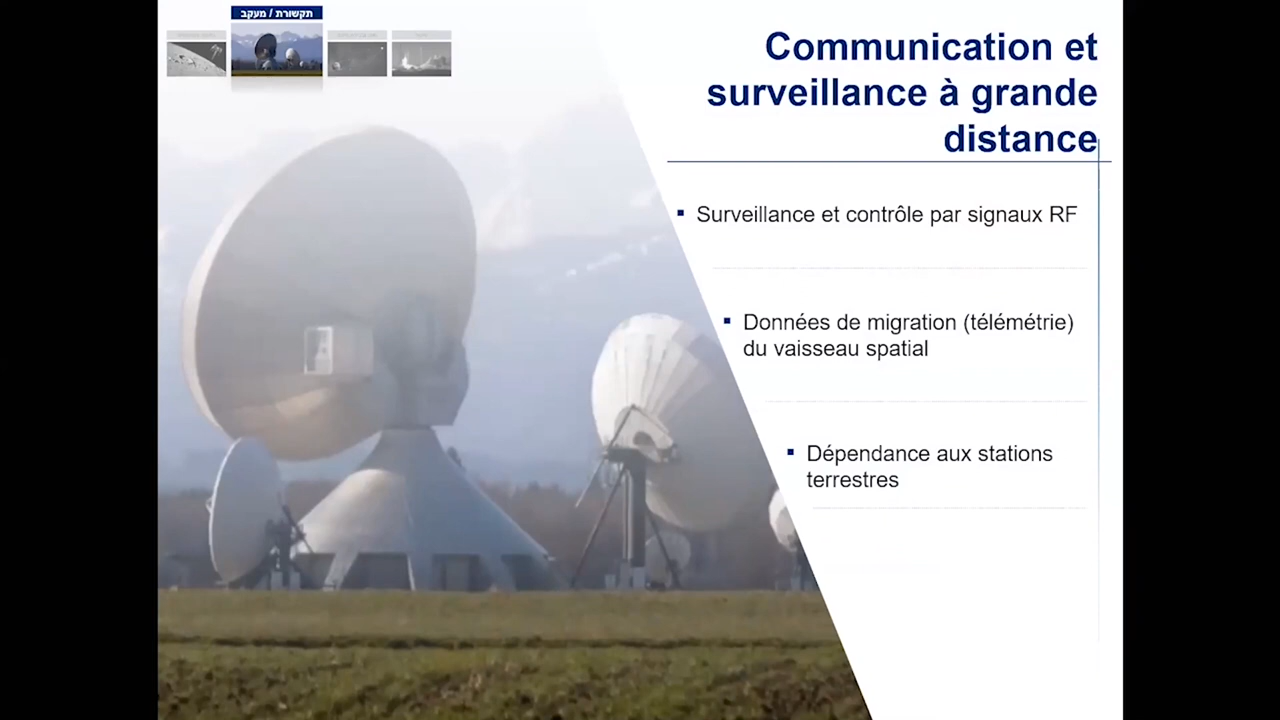 תקשורת / מעקב
Communication et
surveillance à grande
distance
▪ Surveillance et contrôle par signaux RF
▪ Données de migration (télémétrie)
du vaisseau spatial
▪ Dépendance aux stations
terrestres